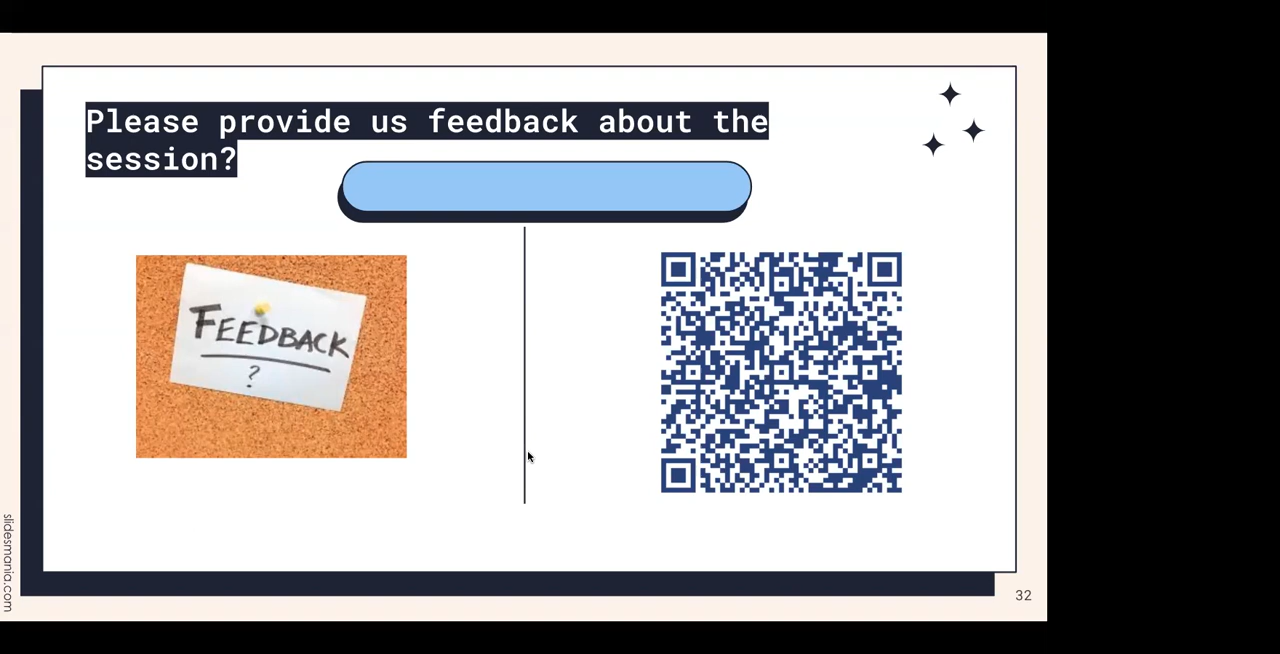 Please provide us feedback about the
session?
FEEDBACK
?
slidesmania.com
32